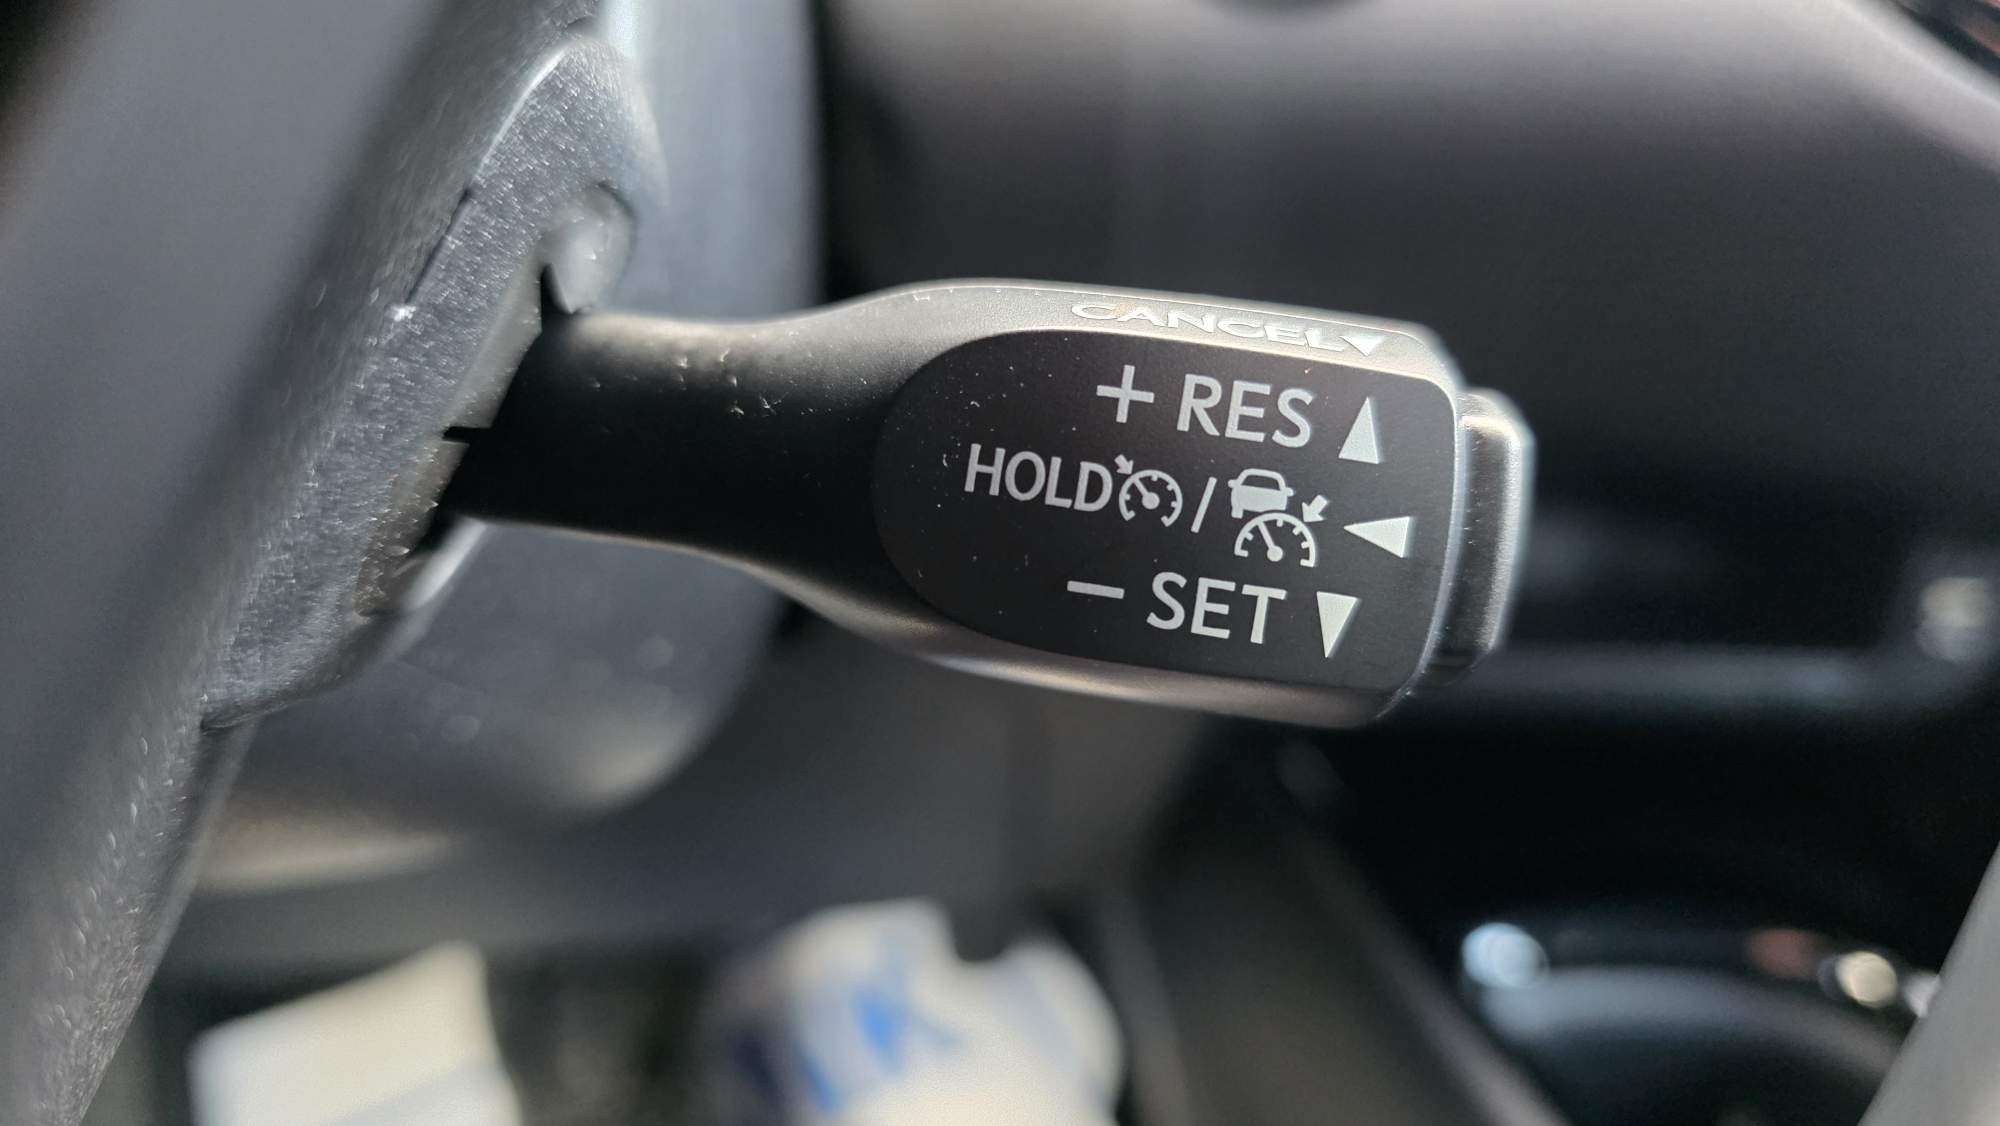 CANCEL
+ RES
HOLD /
− SET